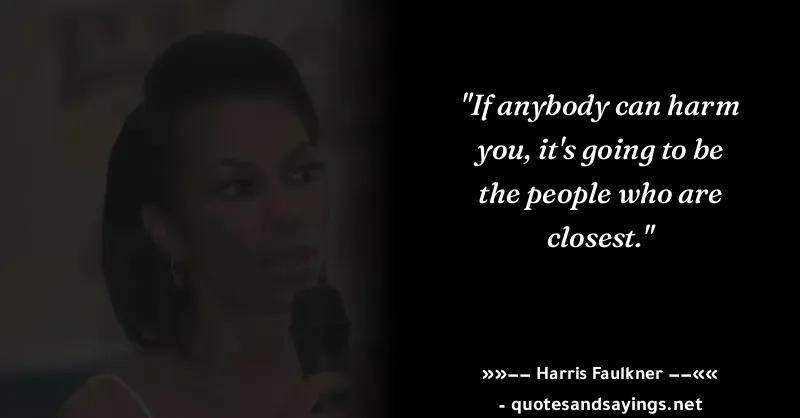 "If anybody can harm
you, it's going to be
the people who are
closest."
»»−− Harris Faulkner −−««
- quotesandsayings.net